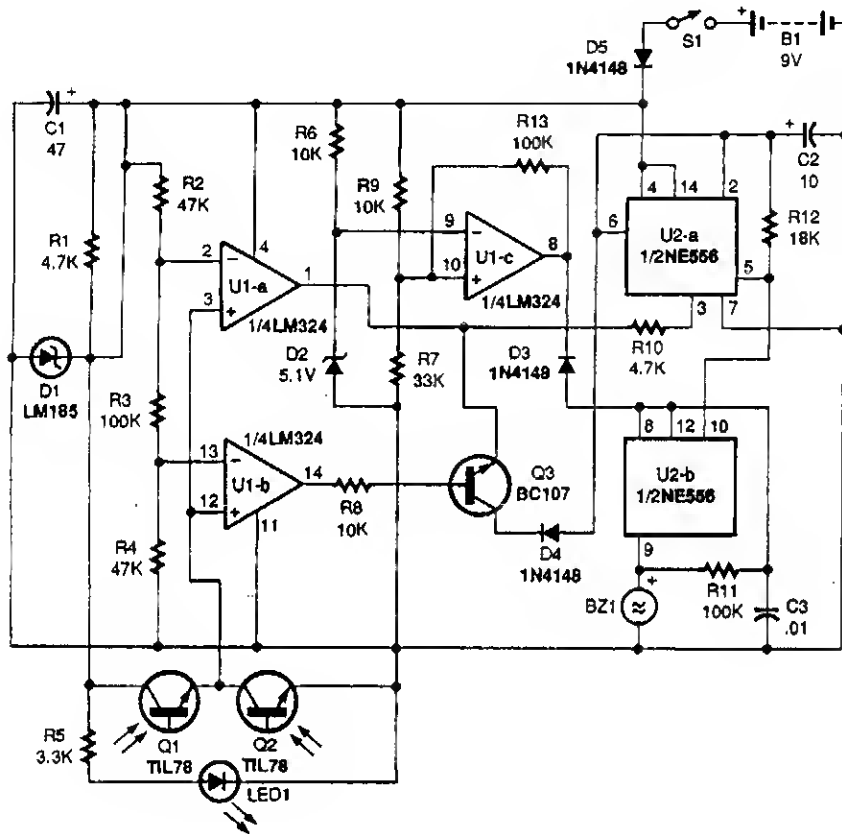 S1
B1
9V
D5
1N4148
C1
47
R1
4.7K
R2
47K
R6
10K
R9
10K
R13
100K
C2
10
R12
18K
4
14
2
6
U2-a
1/2NE556
5
3
7
2
4
U1-a
1
3
1/4LM324
9
U1-c
8
10
1/4LM324
D1
LM185
R3
100K
D2
5.1V
R7
33K
D3
1N4148
R10
4.7K
1/4LM324
13
U1-b
14
12
11
R8
10K
Q3
BC107
D4
1N4148
8
12
10
U2-b
1/2NE556
9
R4
47K
BZ1
R11
100K
C3
.01
R5
3.3K
Q1
TIL78
Q2
TIL78
LED1